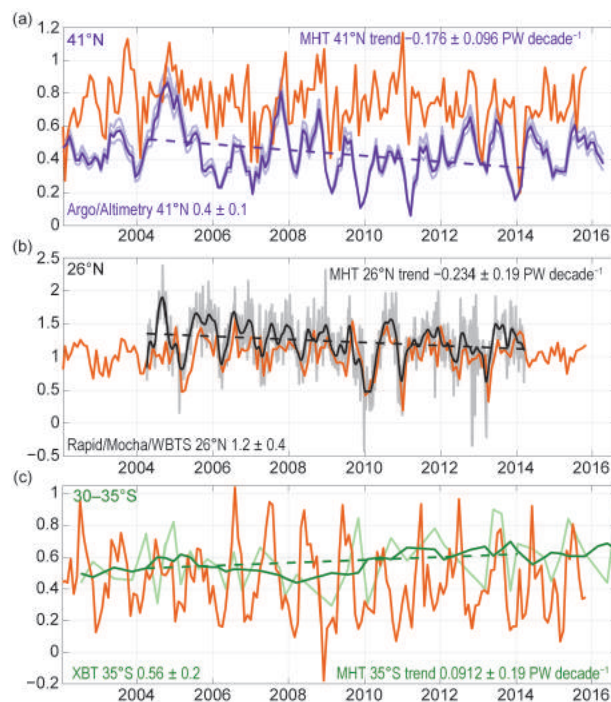 (a)
1.2
41°N
MHT 41°N trend −0.176 ± 0.096 PW decade⁻¹
1
0.8
0.6
0.4
0.2
Argo/Altimetry 41°N 0.4 ± 0.1
0
2004 2006 2008 2010 2012 2014 2016
(b)
2.5
26°N
MHT 26°N trend −0.234 ± 0.19 PW decade⁻¹
2
1.5
1
0.5
0
Rapid/Mocha/WBTS 26°N 1.2 ± 0.4
−0.5
2004 2006 2008 2010 2012 2014 2016
(c)
30–35°S
1
0.8
0.6
0.4
0.2
0
XBT 35°S 0.56 ± 0.2
MHT 35°S trend 0.0912 ± 0.19 PW decade⁻¹
−0.2
2004 2006 2008 2010 2012 2014 2016